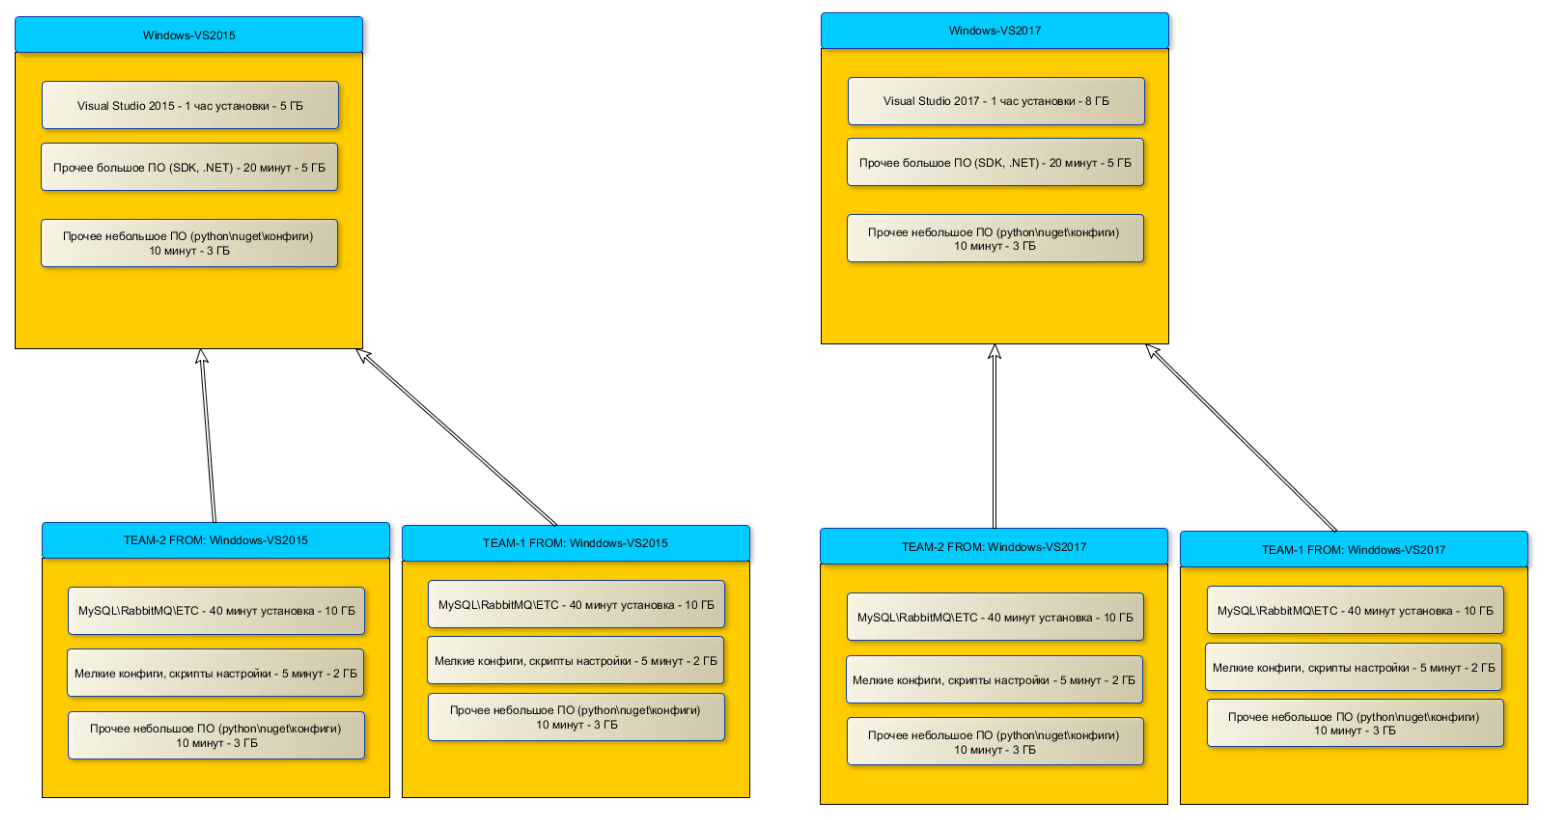 Windows-VS2015
Visual Studio 2015 - 1 час установки - 5 ГБ
Прочее большое ПО (SDK, .NET) - 20 минут - 5 ГБ
Прочее небольшое ПО (python\nuget\конфиги)
10 минут - 3 ГБ
Windows-VS2017
Visual Studio 2017 - 1 час установки - 8 ГБ
Прочее большое ПО (SDK, .NET) - 20 минут - 5 ГБ
Прочее небольшое ПО (python\nuget\конфиги)
10 минут - 3 ГБ
TEAM-2 FROM: Winddows-VS2015
MySQL\RabbitMQ\ETC - 40 минут установка - 10 ГБ
Мелкие конфиги, скрипты настройки - 5 минут - 2 ГБ
Прочее небольшое ПО (python\nuget\конфиги)
10 минут - 3 ГБ
TEAM-1 FROM: Winddows-VS2015
MySQL\RabbitMQ\ETC - 40 минут установка - 10 ГБ
Мелкие конфиги, скрипты настройки - 5 минут - 2 ГБ
Прочее небольшое ПО (python\nuget\конфиги)
10 минут - 3 ГБ
TEAM-2 FROM: Winddows-VS2017
MySQL\RabbitMQ\ETC - 40 минут установка - 10 ГБ
Мелкие конфиги, скрипты настройки - 5 минут - 2 ГБ
Прочее небольшое ПО (python\nuget\конфиги)
10 минут - 3 ГБ
TEAM-1 FROM: Winddows-VS2017
MySQL\RabbitMQ\ETC - 40 минут установка - 10 ГБ
Мелкие конфиги, скрипты настройки - 5 минут - 2 ГБ
Прочее небольшое ПО (python\nuget\конфиги)
10 минут - 3 ГБ